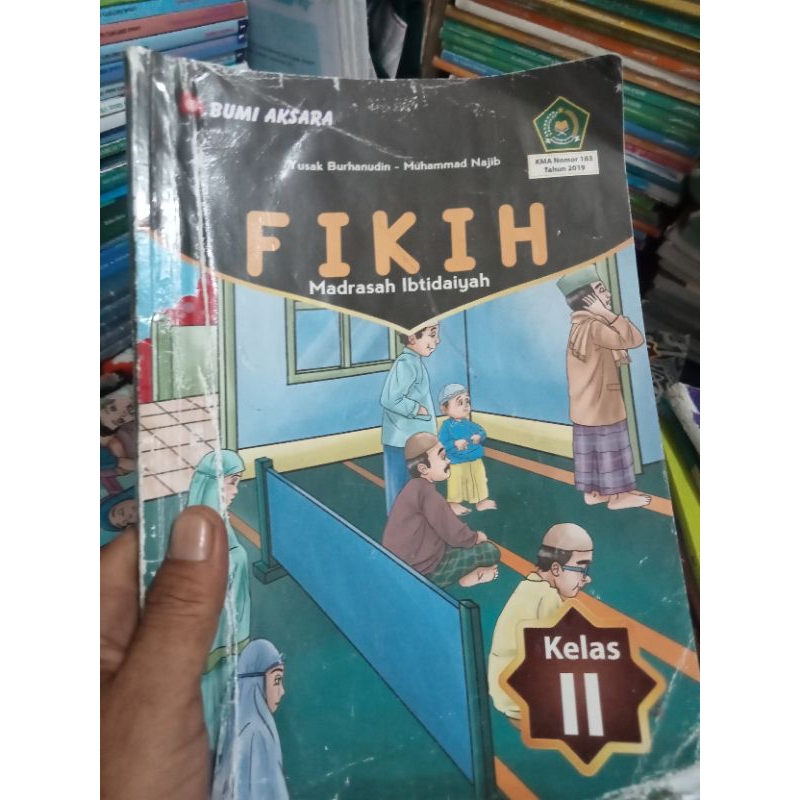 BUMI AKSARA
Yusak Burhanudin - Muhammad Najib
KMA Nomor 183
Tahun 2019
FIKIH
Madrasah Ibtidaiyah
Kelas
II